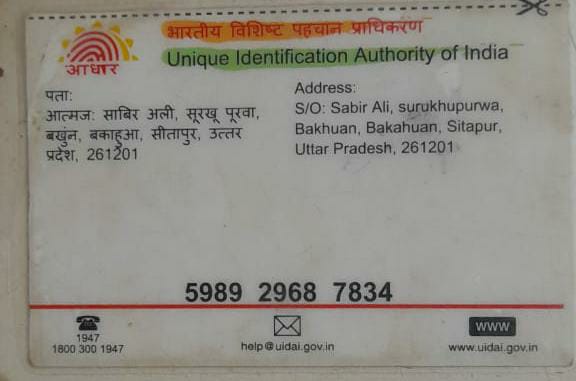 भारतीय विशिष्ट पहचान प्राधिकरण
Unique Identification Authority of India
आधार
पता:
आत्मज: साबिर अली, सूरखू पूरवा,
बखुंन, बकाहुआ, सीतापुर, उत्तर
प्रदेश, 261201
Address:
S/O: Sabir Ali, surukhupurwa,
Bakhuan, Bakahuan, Sitapur,
Uttar Pradesh, 261201
5989 2968 7834
1947
1800 300 1947
help@uidai.gov.in
WWW
www.uidai.gov.in